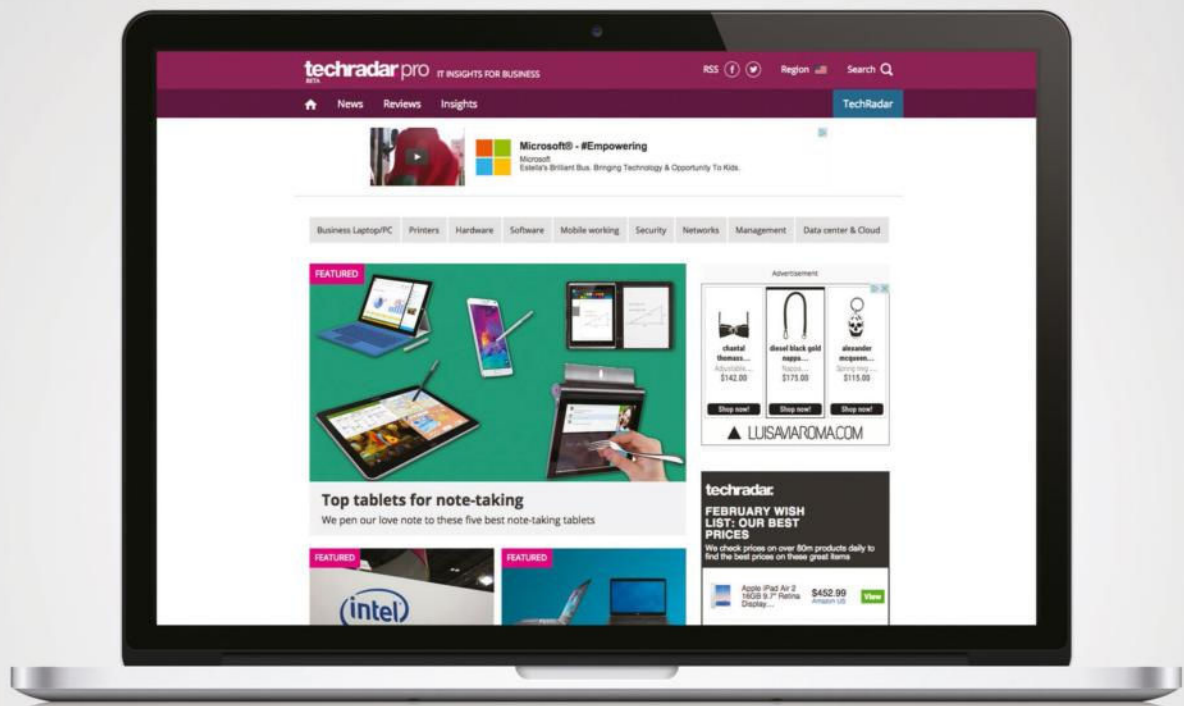 techradar pro IT INSIGHTS FOR BUSINESS
BETA
RSS
Region
Search
News
Reviews
Insights
TechRadar
Microsoft® - #Empowering
Microsoft
Estella's Brilliant Bus. Bringing Technology & Opportunity To Kids.
Business Laptop/PC
Printers
Hardware
Software
Mobile working
Security
Networks
Management
Data center & Cloud
FEATURED
Top tablets for note-taking
We pen our love note to these five best note-taking tablets
FEATURED
intel
FEATURED
Advertisement
chantal
thomass...
Adjustable...
$142.00
Shop now!
diesel black gold
nappa....
Nappa....
$175.00
Shop now!
alexander
mcqueen...
Spring ring ...
$115.00
Shop now!
LUISAVIAROMA.COM
techradar.
FEBRUARY WISH
LIST: OUR BEST
PRICES
We check prices on over 80m products daily to
find the best prices on these great items
Apple iPad Air 2
16GB 9.7" Retina
Display...
$452.99
Amazon US
View